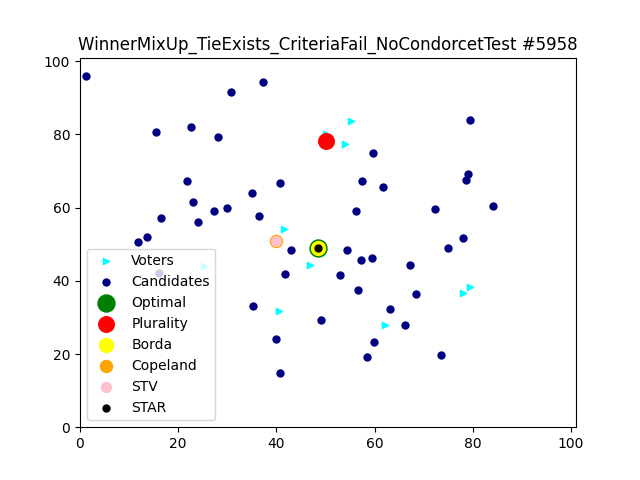 WinnerMixUp_TieExists_CriteriaFail_NoCondorcetTest #5958
100
80
60
40
20
0
Voters
Candidates
Optimal
Plurality
Borda
Copeland
STV
STAR
0 20 40 60 80 100